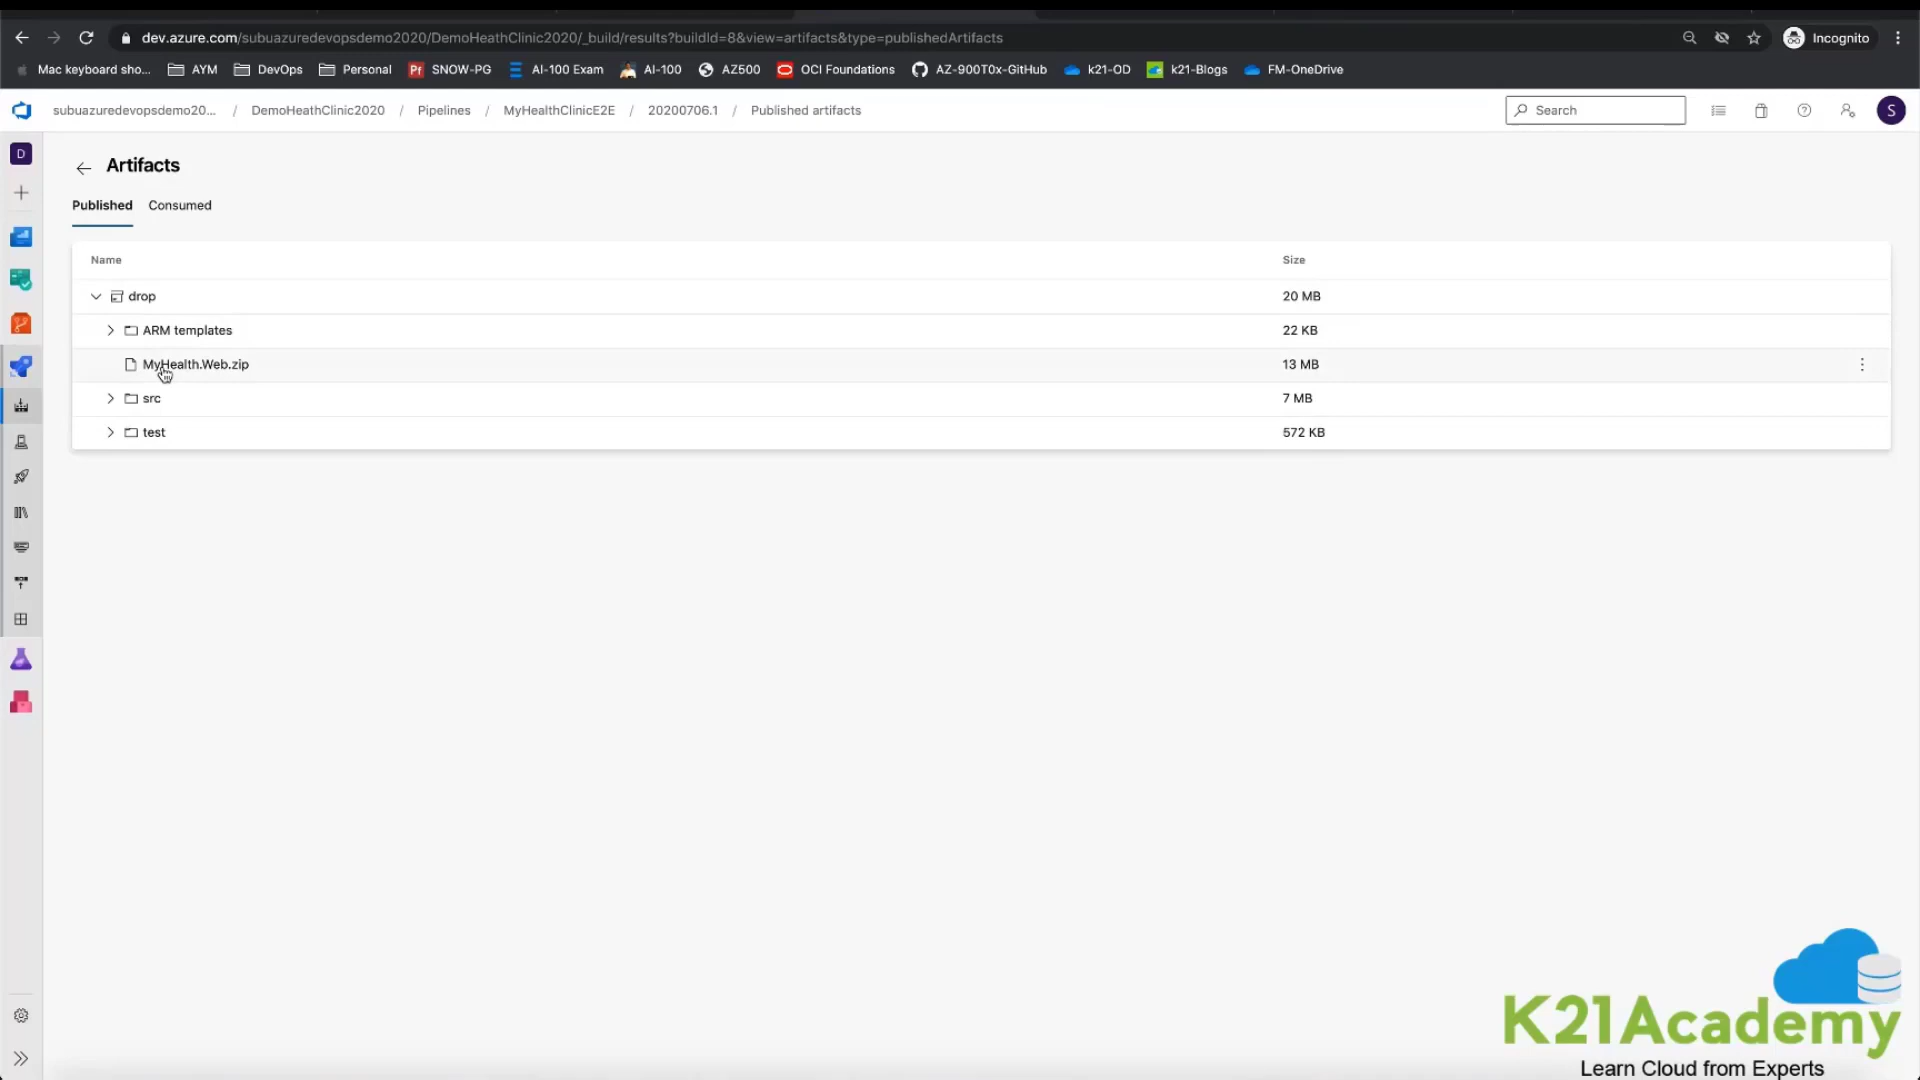 dev.azure.com/subuazuredevopsdemo2020/DemoHeathClinic2020/_build/results?buildId=8&view=artifacts&type=publishedArtifacts
Incognito
Mac keyboard sho... AYM DevOps Personal Pf SNOW-PG AI-100 Exam AI-100 AZ500 OCI Foundations AZ-900T0x-GitHub k21-OD k21-Blogs FM-OneDrive
subuazuredevopsdemo20... / DemoHeathClinic2020 / Pipelines / MyHealthClinicE2E / 20200706.1 / Published artifacts
Search
S
D
Artifacts
Published Consumed
Name Size
drop 20 MB
ARM templates 22 KB
MyHealth.Web.zip 13 MB
src 7 MB
test 572 KB
K21Academy
Learn Cloud from Experts